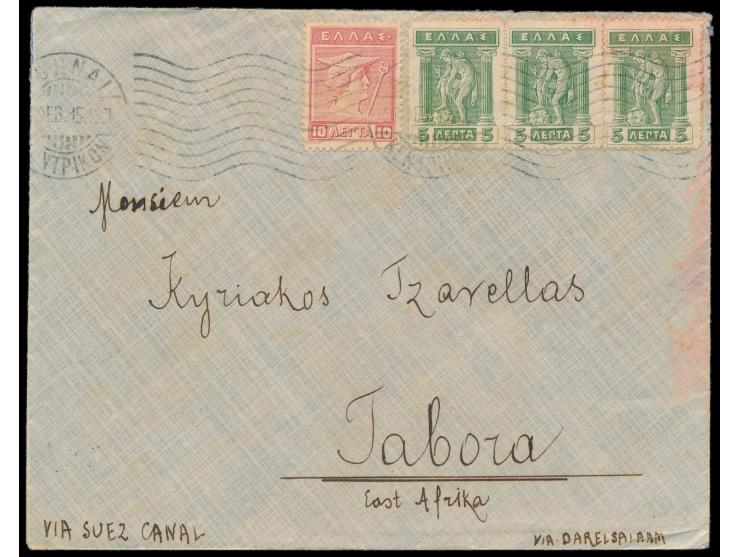 ΕΛΛΑΣ ΕΛΛΑΣ ΕΛΛΑΣ ΕΛΛΑΣ
10 ΛΕΠΤΑ 10 5 ΛΕΠΤΑ 5 5 ΛΕΠΤΑ 5 5 ΛΕΠΤΑ 5
Monsieur
Kyriakos Tzavellas
Tabora
East Afrika
VIA SUEZ CANAL
VIA-DARELSALAAM